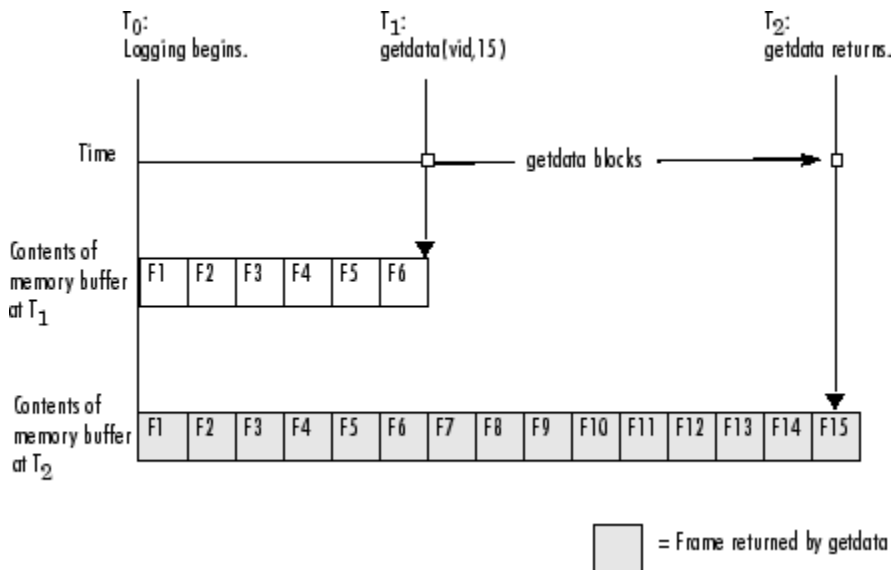 T0:
Logging begins.
T1:
getdata(vid,15)
T2:
getdata returns.
Time
getdata blocks
Contents of
memory buffer
at T1
F1 F2 F3 F4 F5 F6
Contents of
memory buffer
at T2
F1 F2 F3 F4 F5 F6 F7 F8 F9 F10 F11 F12 F13 F14 F15
= Frame returned by getdata